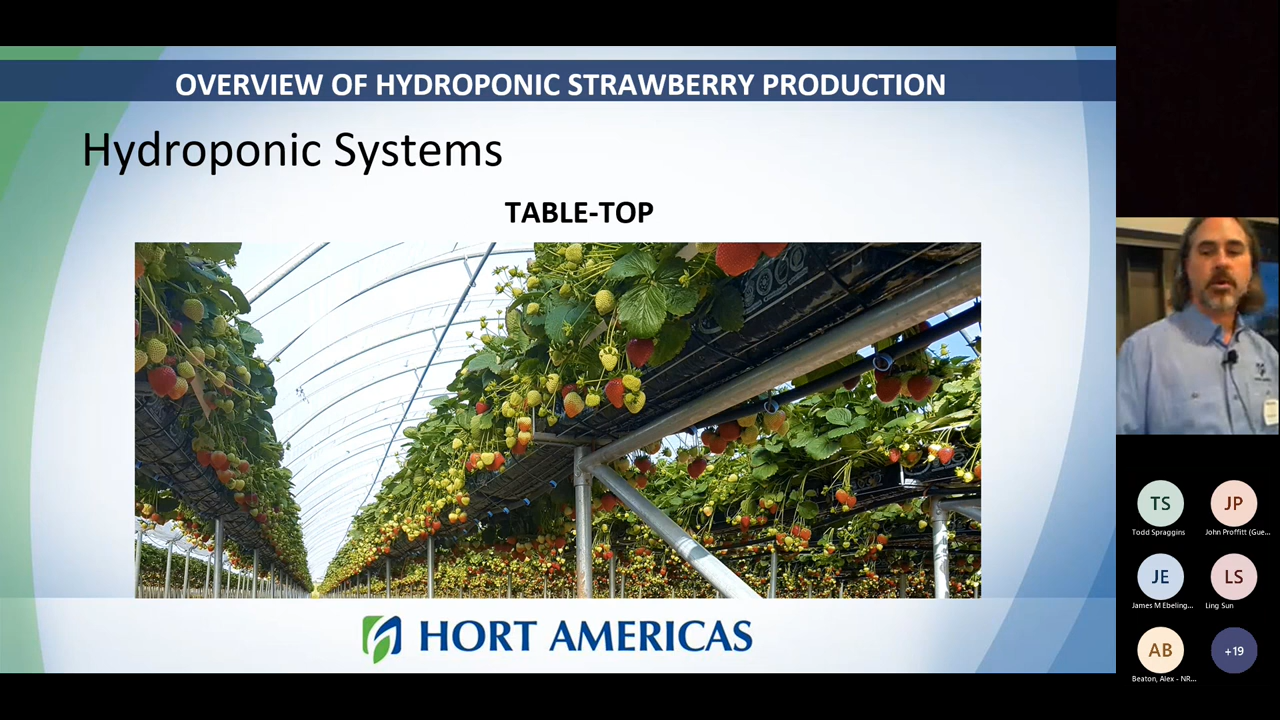 OVERVIEW OF HYDROPONIC STRAWBERRY PRODUCTION
Hydroponic Systems
TABLE-TOP
HORT AMERICAS
TS
JP
Todd Spraggins
John Proffitt (Gue...
JE
LS
James M Ebeling...
Ling Sun
AB
+19
Beaton, Alex - NR...